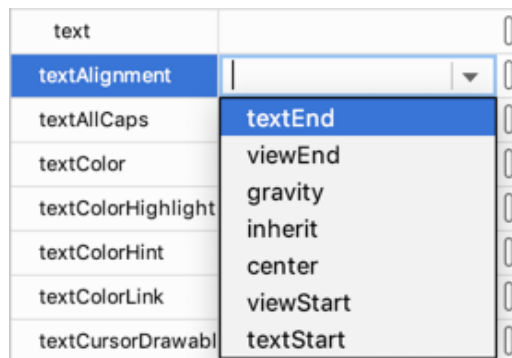 text
textAlignment
textAllCaps
textColor
textColorHighlight
textColorHint
textColorLink
textCursorDrawabl
textEnd
viewEnd
gravity
inherit
center
viewStart
textStart